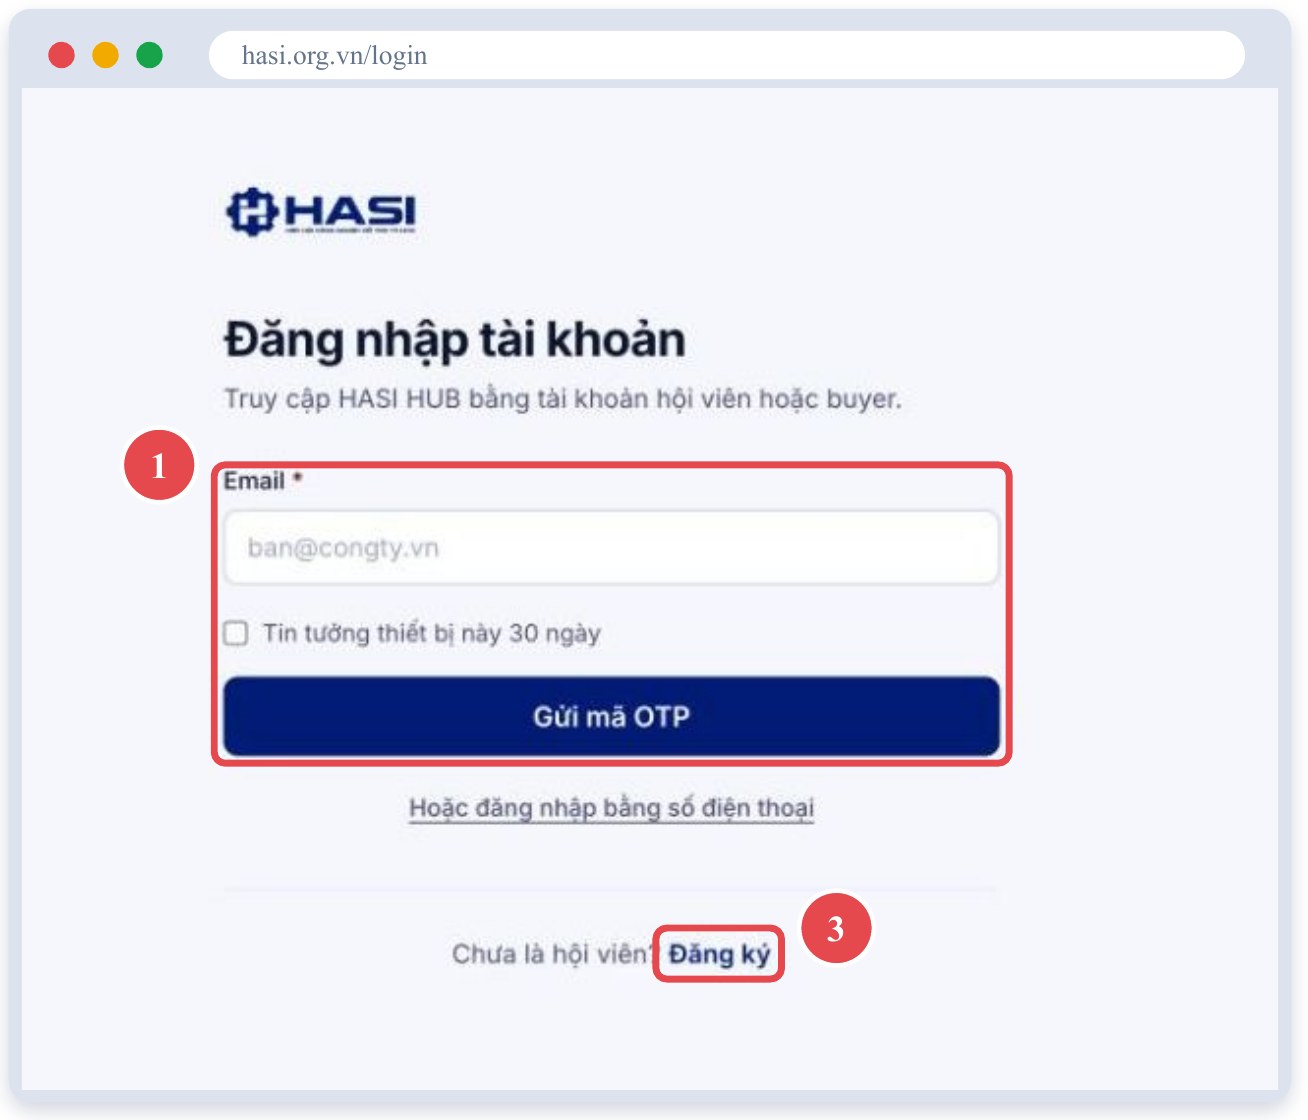 hasi.org.vn/login
HASI
Đăng nhập tài khoản
Truy cập HASI HUB bằng tài khoản hội viên hoặc buyer.
1
Email *
ban@congty.vn
Tin tưởng thiết bị này 30 ngày
Gửi mã OTP
Hoặc đăng nhập bằng số điện thoại
3
Chưa là hội viên? Đăng ký